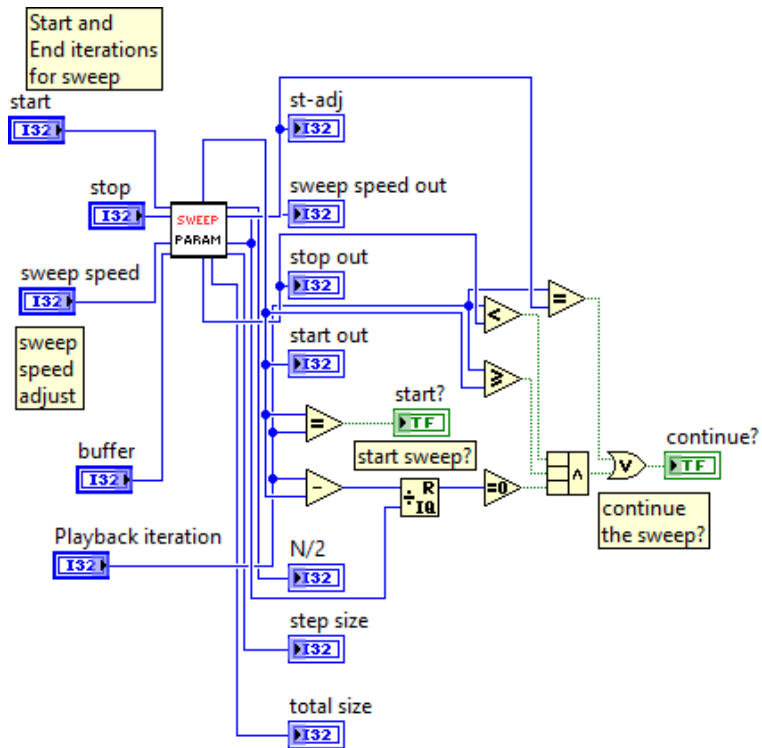 Start and
End iterations
for sweep
start
I32
stop
I32
SWEEP
PARAM
sweep speed
I32
sweep
speed
adjust
buffer
I32
Playback iteration
I32
st-adj
I32
sweep speed out
I32
stop out
I32
start out
I32
start?
TF
start sweep?
=
-
÷ R
IQ
<
≥
=
=0
∧
∨
continue?
TF
continue
the sweep?
N/2
I32
step size
I32
total size
I32